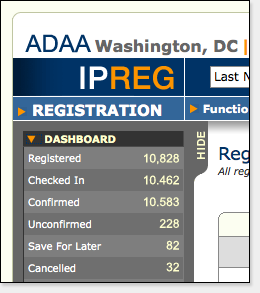 ADAA Washington, DC |
IPREG
Last N
REGISTRATION
Functio
DASHBOARD
Registered 10,828
Checked In 10.462
Confirmed 10.583
Unconfirmed 228
Save For Later 82
Cancelled 32
HIDE
Reg
All reg